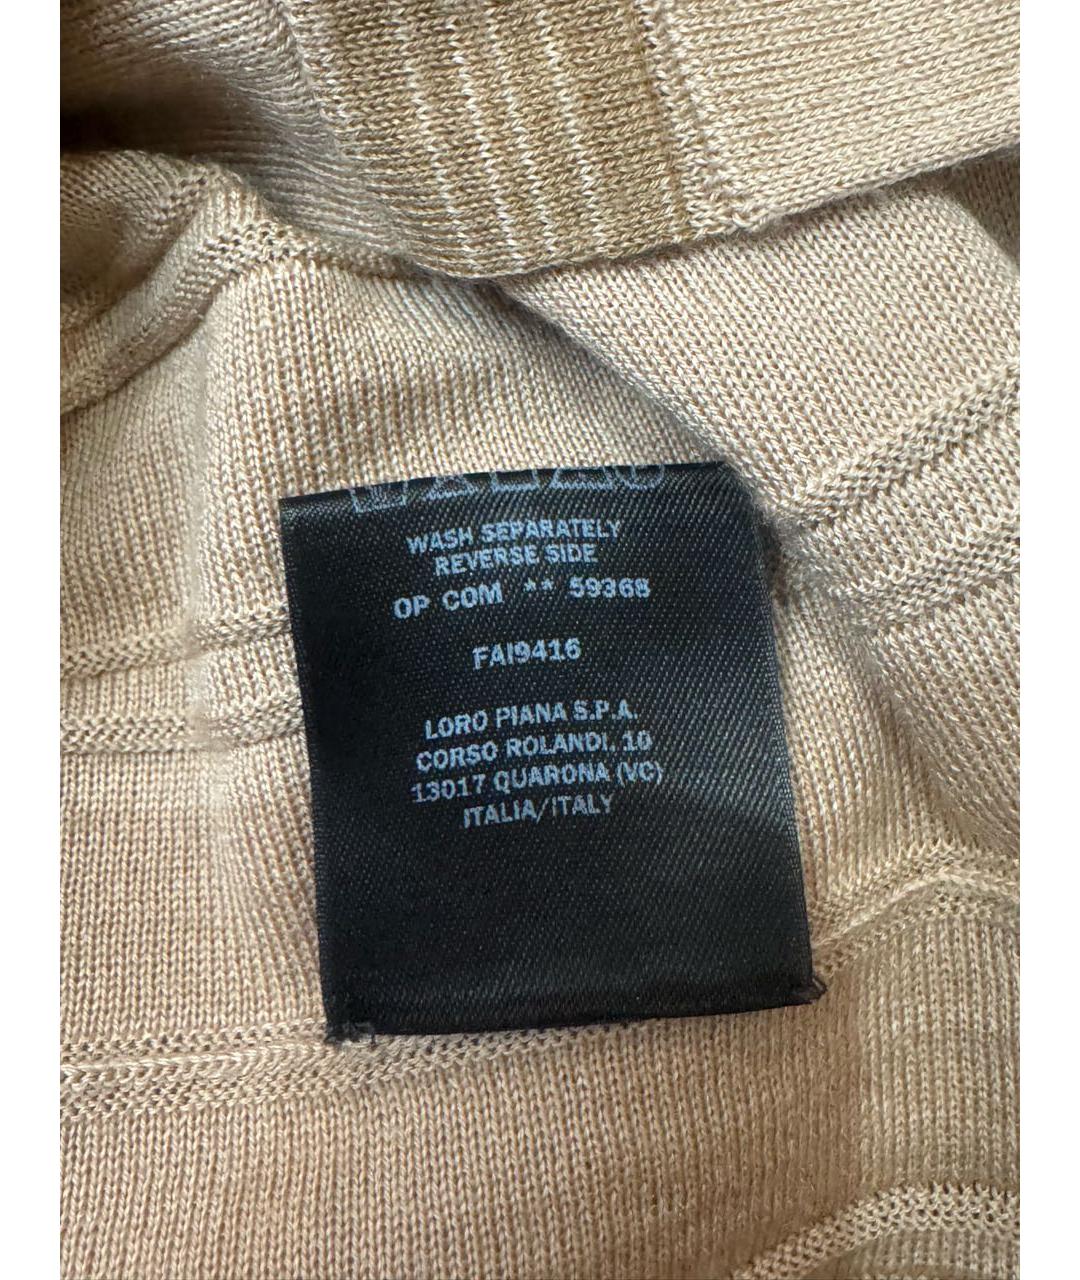 WASH SEPARATELY
REVERSE SIDE
OP COM ** 59368
FAI9416
LORO PIANA S.P.A.
CORSO ROLANDI, 10
13017 QUARONA (VC)
ITALIA/ITALY